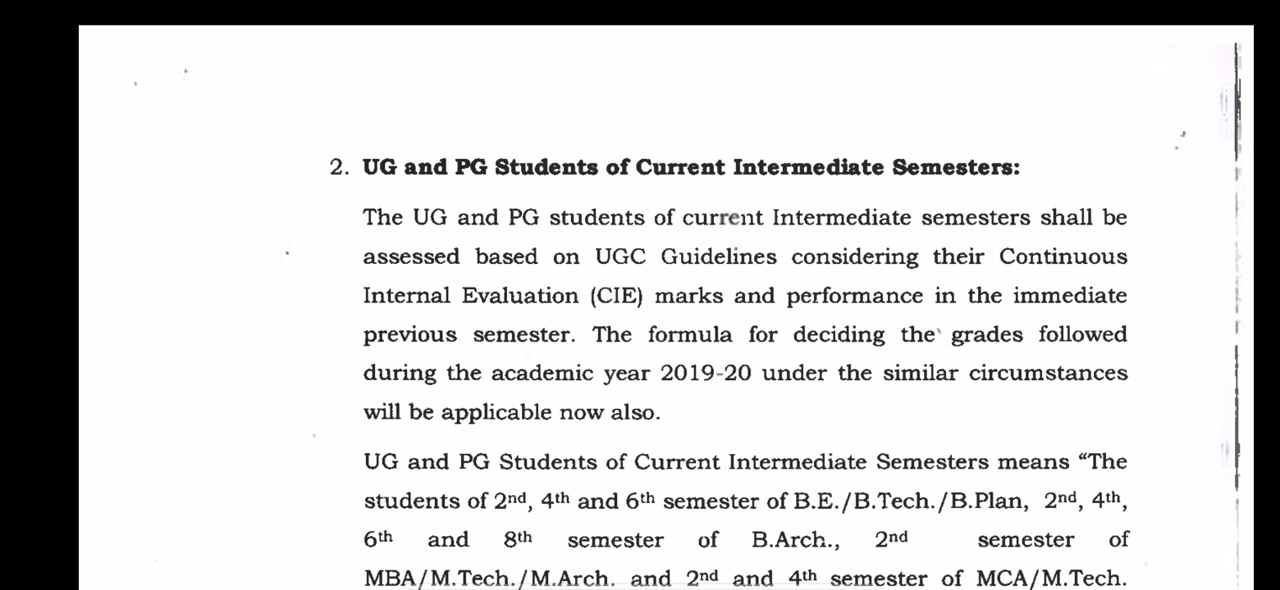 2. UG and PG Students of Current Intermediate Semesters:
The UG and PG students of current Intermediate semesters shall be
assessed based on UGC Guidelines considering their Continuous
Internal Evaluation (CIE) marks and performance in the immediate
previous semester. The formula for deciding the grades followed
during the academic year 2019-20 under the similar circumstances
will be applicable now also.
UG and PG Students of Current Intermediate Semesters means “The
students of 2nd, 4th and 6th semester of B.E./B.Tech./B.Plan, 2nd, 4th,
6th and 8th semester of B.Arch., 2nd semester of
MBA/M.Tech./M.Arch. and 2nd and 4th semester of MCA/M.Tech.